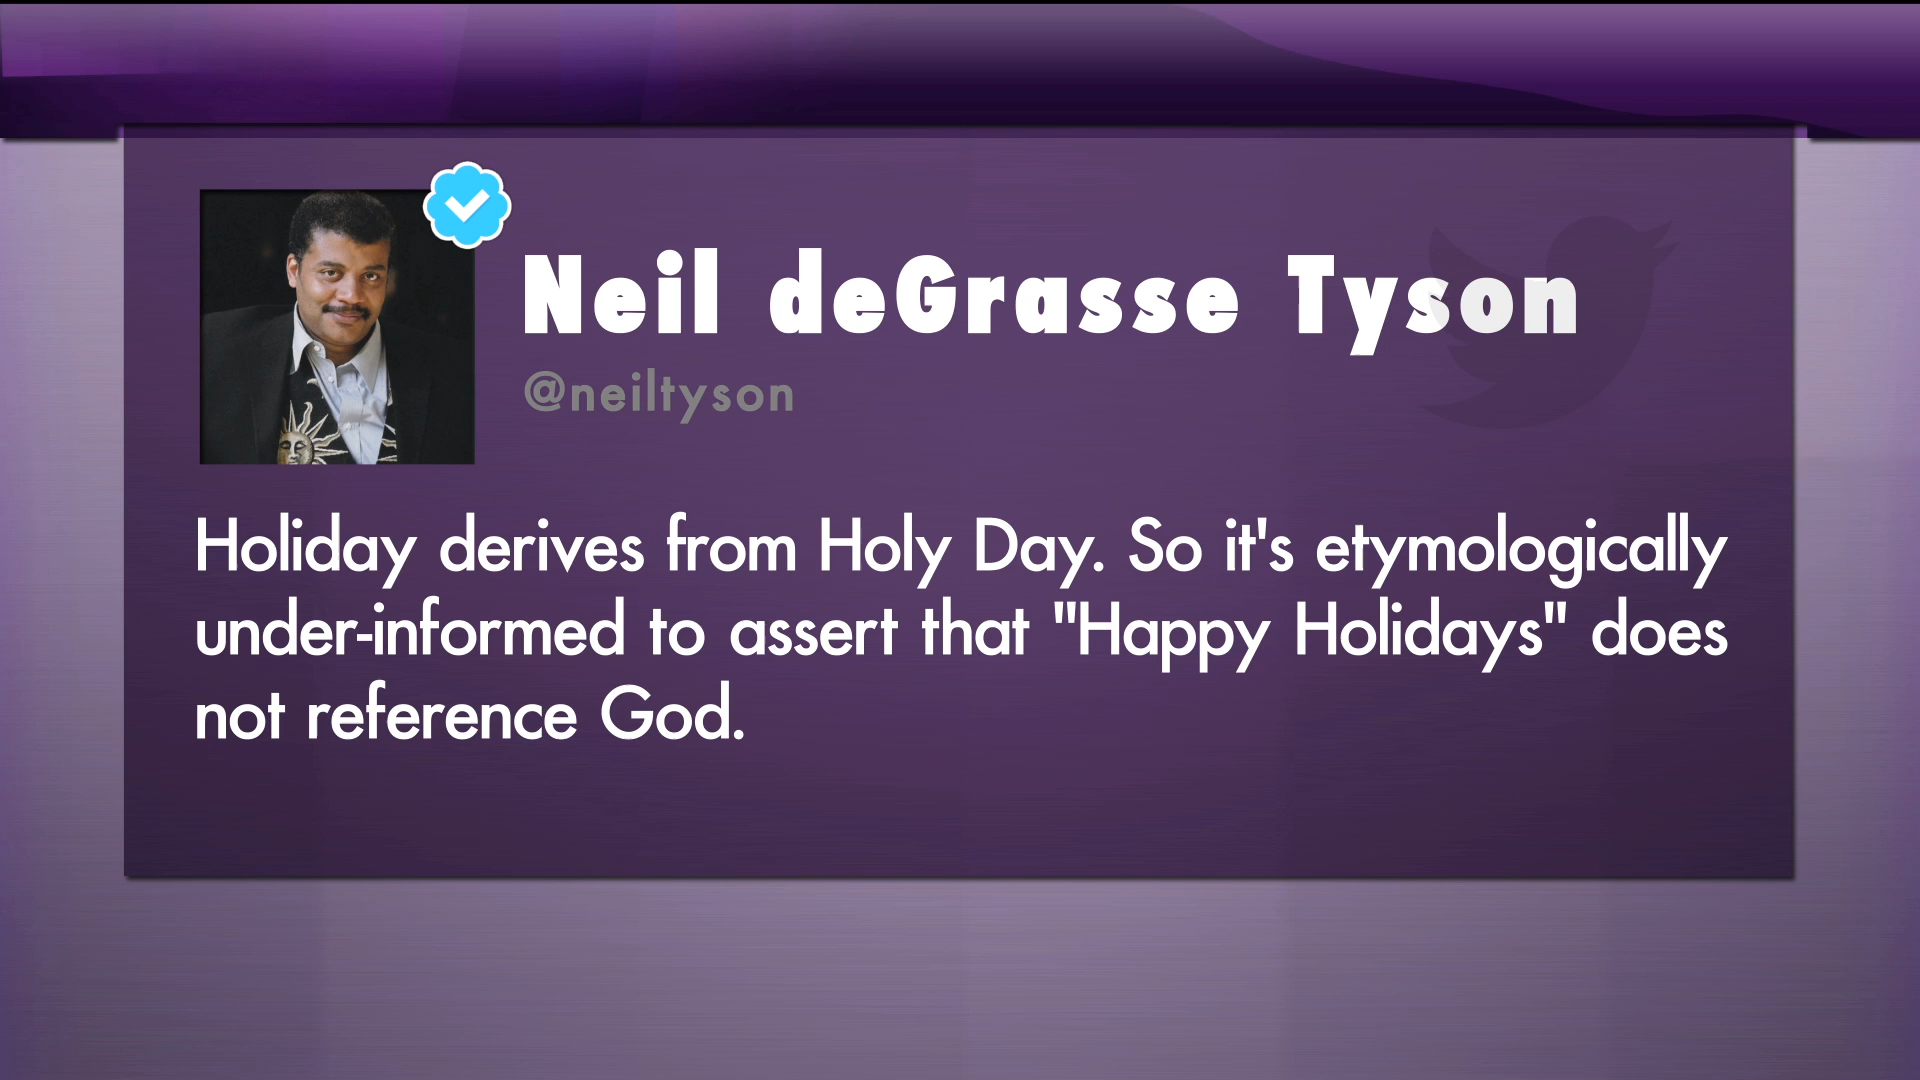 Neil deGrasse Tyson
@neiltyson
Holiday derives from Holy Day. So it's etymologically
under-informed to assert that "Happy Holidays" does
not reference God.